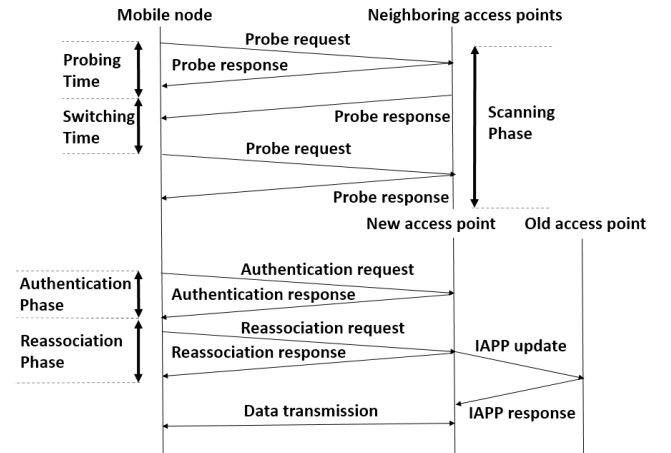 Mobile node
Neighboring access points
Probe request
Probing
Time
Probe response
Switching
Time
Probe response
Scanning
Phase
Probe request
Probe response
New access point
Old access point
Authentication request
Authentication
Phase
Authentication response
Reassociation request
Reassociation
Phase
Reassociation response
IAPP update
Data transmission
IAPP response